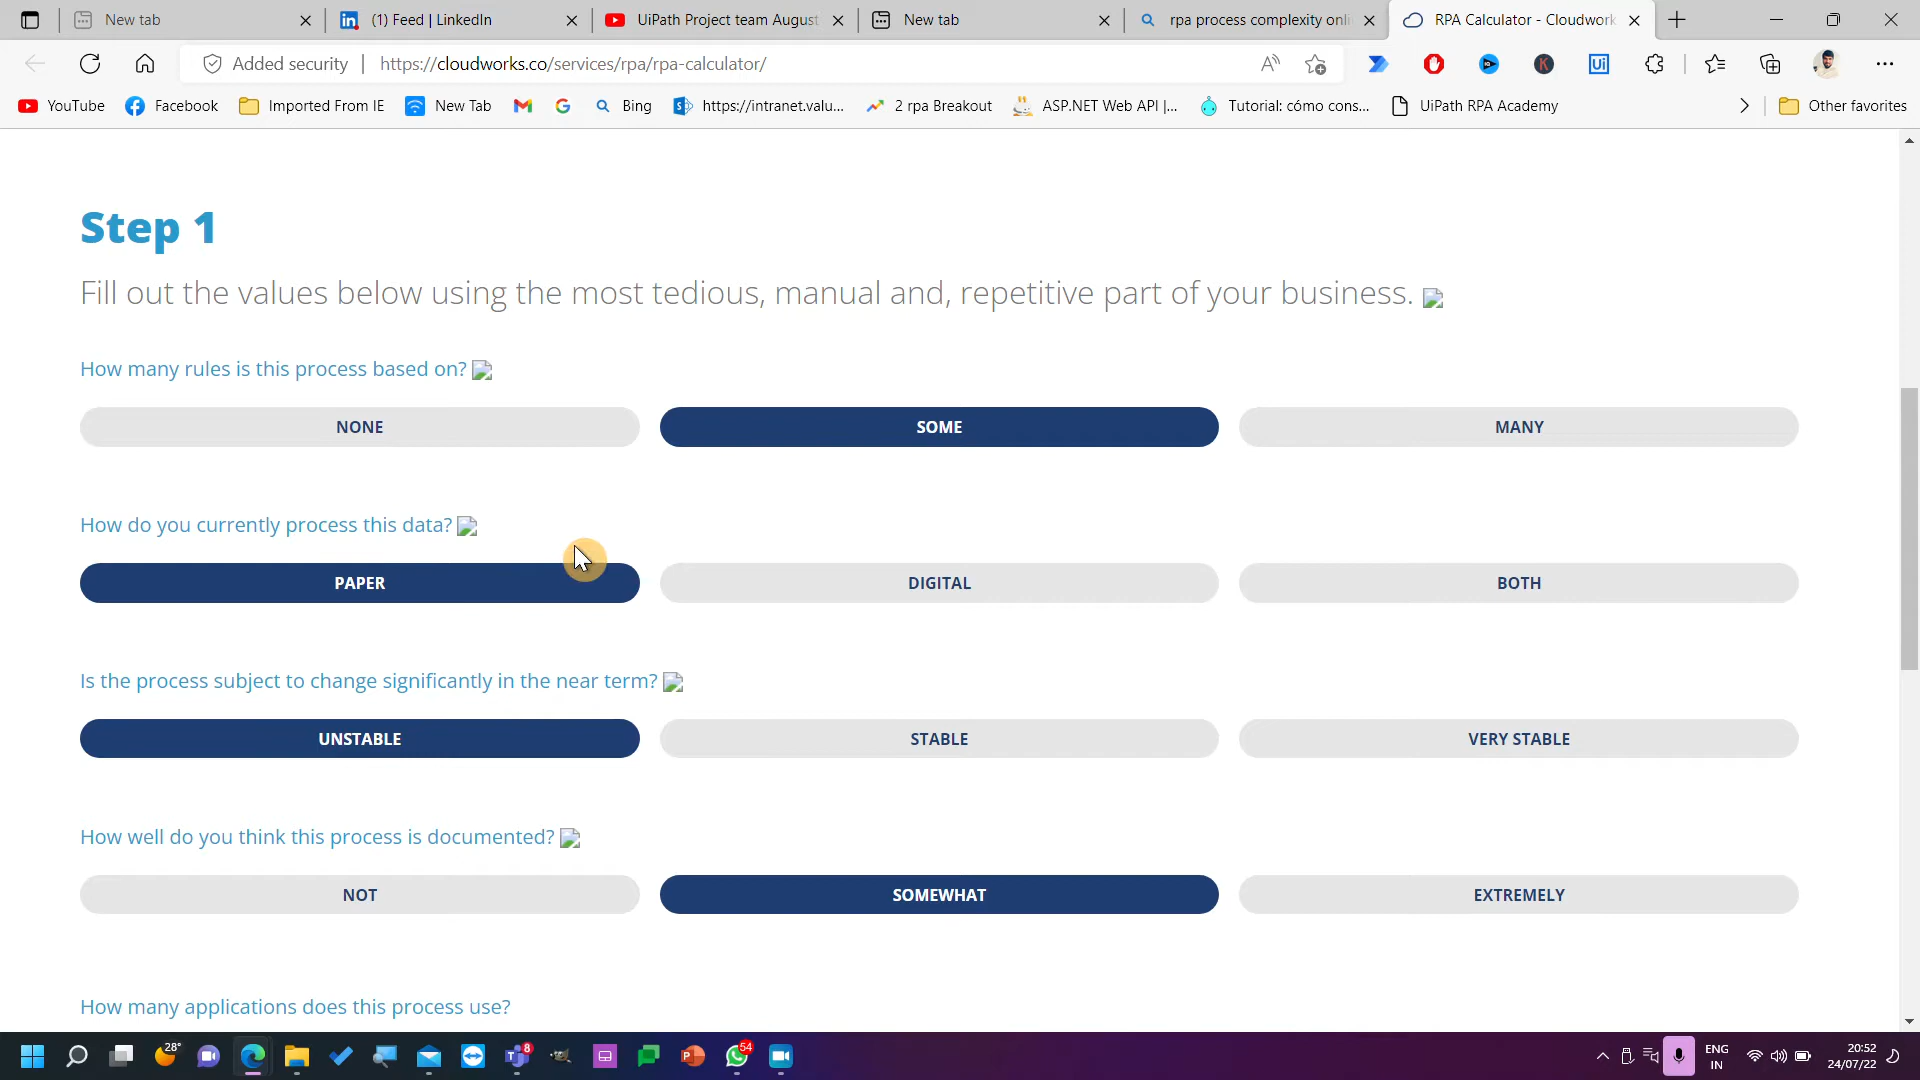 New tab
(1) Feed | LinkedIn
UiPath Project team August
New tab
rpa process complexity onli
RPA Calculator - Cloudwork
Added security | https://cloudworks.co/services/rpa/rpa-calculator/
YouTube
Facebook
Imported From IE
New Tab
Bing
https://intranet.valu...
2 rpa Breakout
ASP.NET Web API |...
Tutorial: cómo cons...
UiPath RPA Academy
Other favorites
Step 1
Fill out the values below using the most tedious, manual and, repetitive part of your business.
How many rules is this process based on?
NONE
SOME
MANY
How do you currently process this data?
PAPER
DIGITAL
BOTH
Is the process subject to change significantly in the near term?
UNSTABLE
STABLE
VERY STABLE
How well do you think this process is documented?
NOT
SOMEWHAT
EXTREMELY
How many applications does this process use?
28°
8
54
ENG
IN
20:52
24/07/22